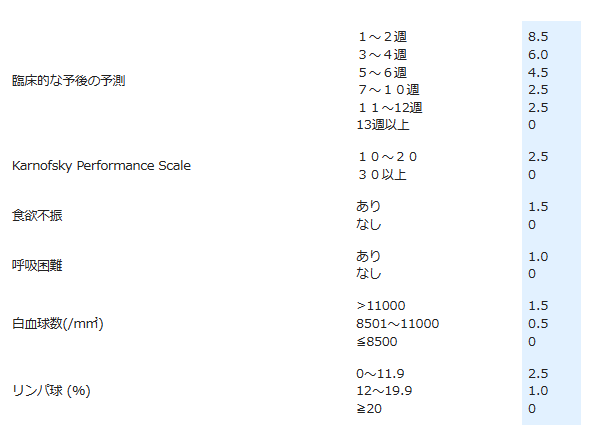 臨床的な予後の予測
１～２週 8.5
３～４週 6.0
５～６週 4.5
７～１０週 2.5
１１～12週 2.5
13週以上 0
Karnofsky Performance Scale
１０～２０ 2.5
３０以上 0
食欲不振
あり 1.5
なし 0
呼吸困難
あり 1.0
なし 0
白血球数(/m㎡)
>11000 1.5
8501～11000 0.5
≦8500 0
リンパ球 (%)
0～11.9 2.5
12～19.9 1.0
≧20 0